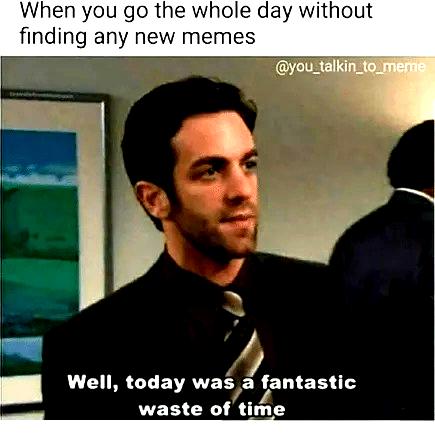 When you go the whole day without
finding any new memes
@you_talkin_to_meme
Well, today was a fantastic
waste of time